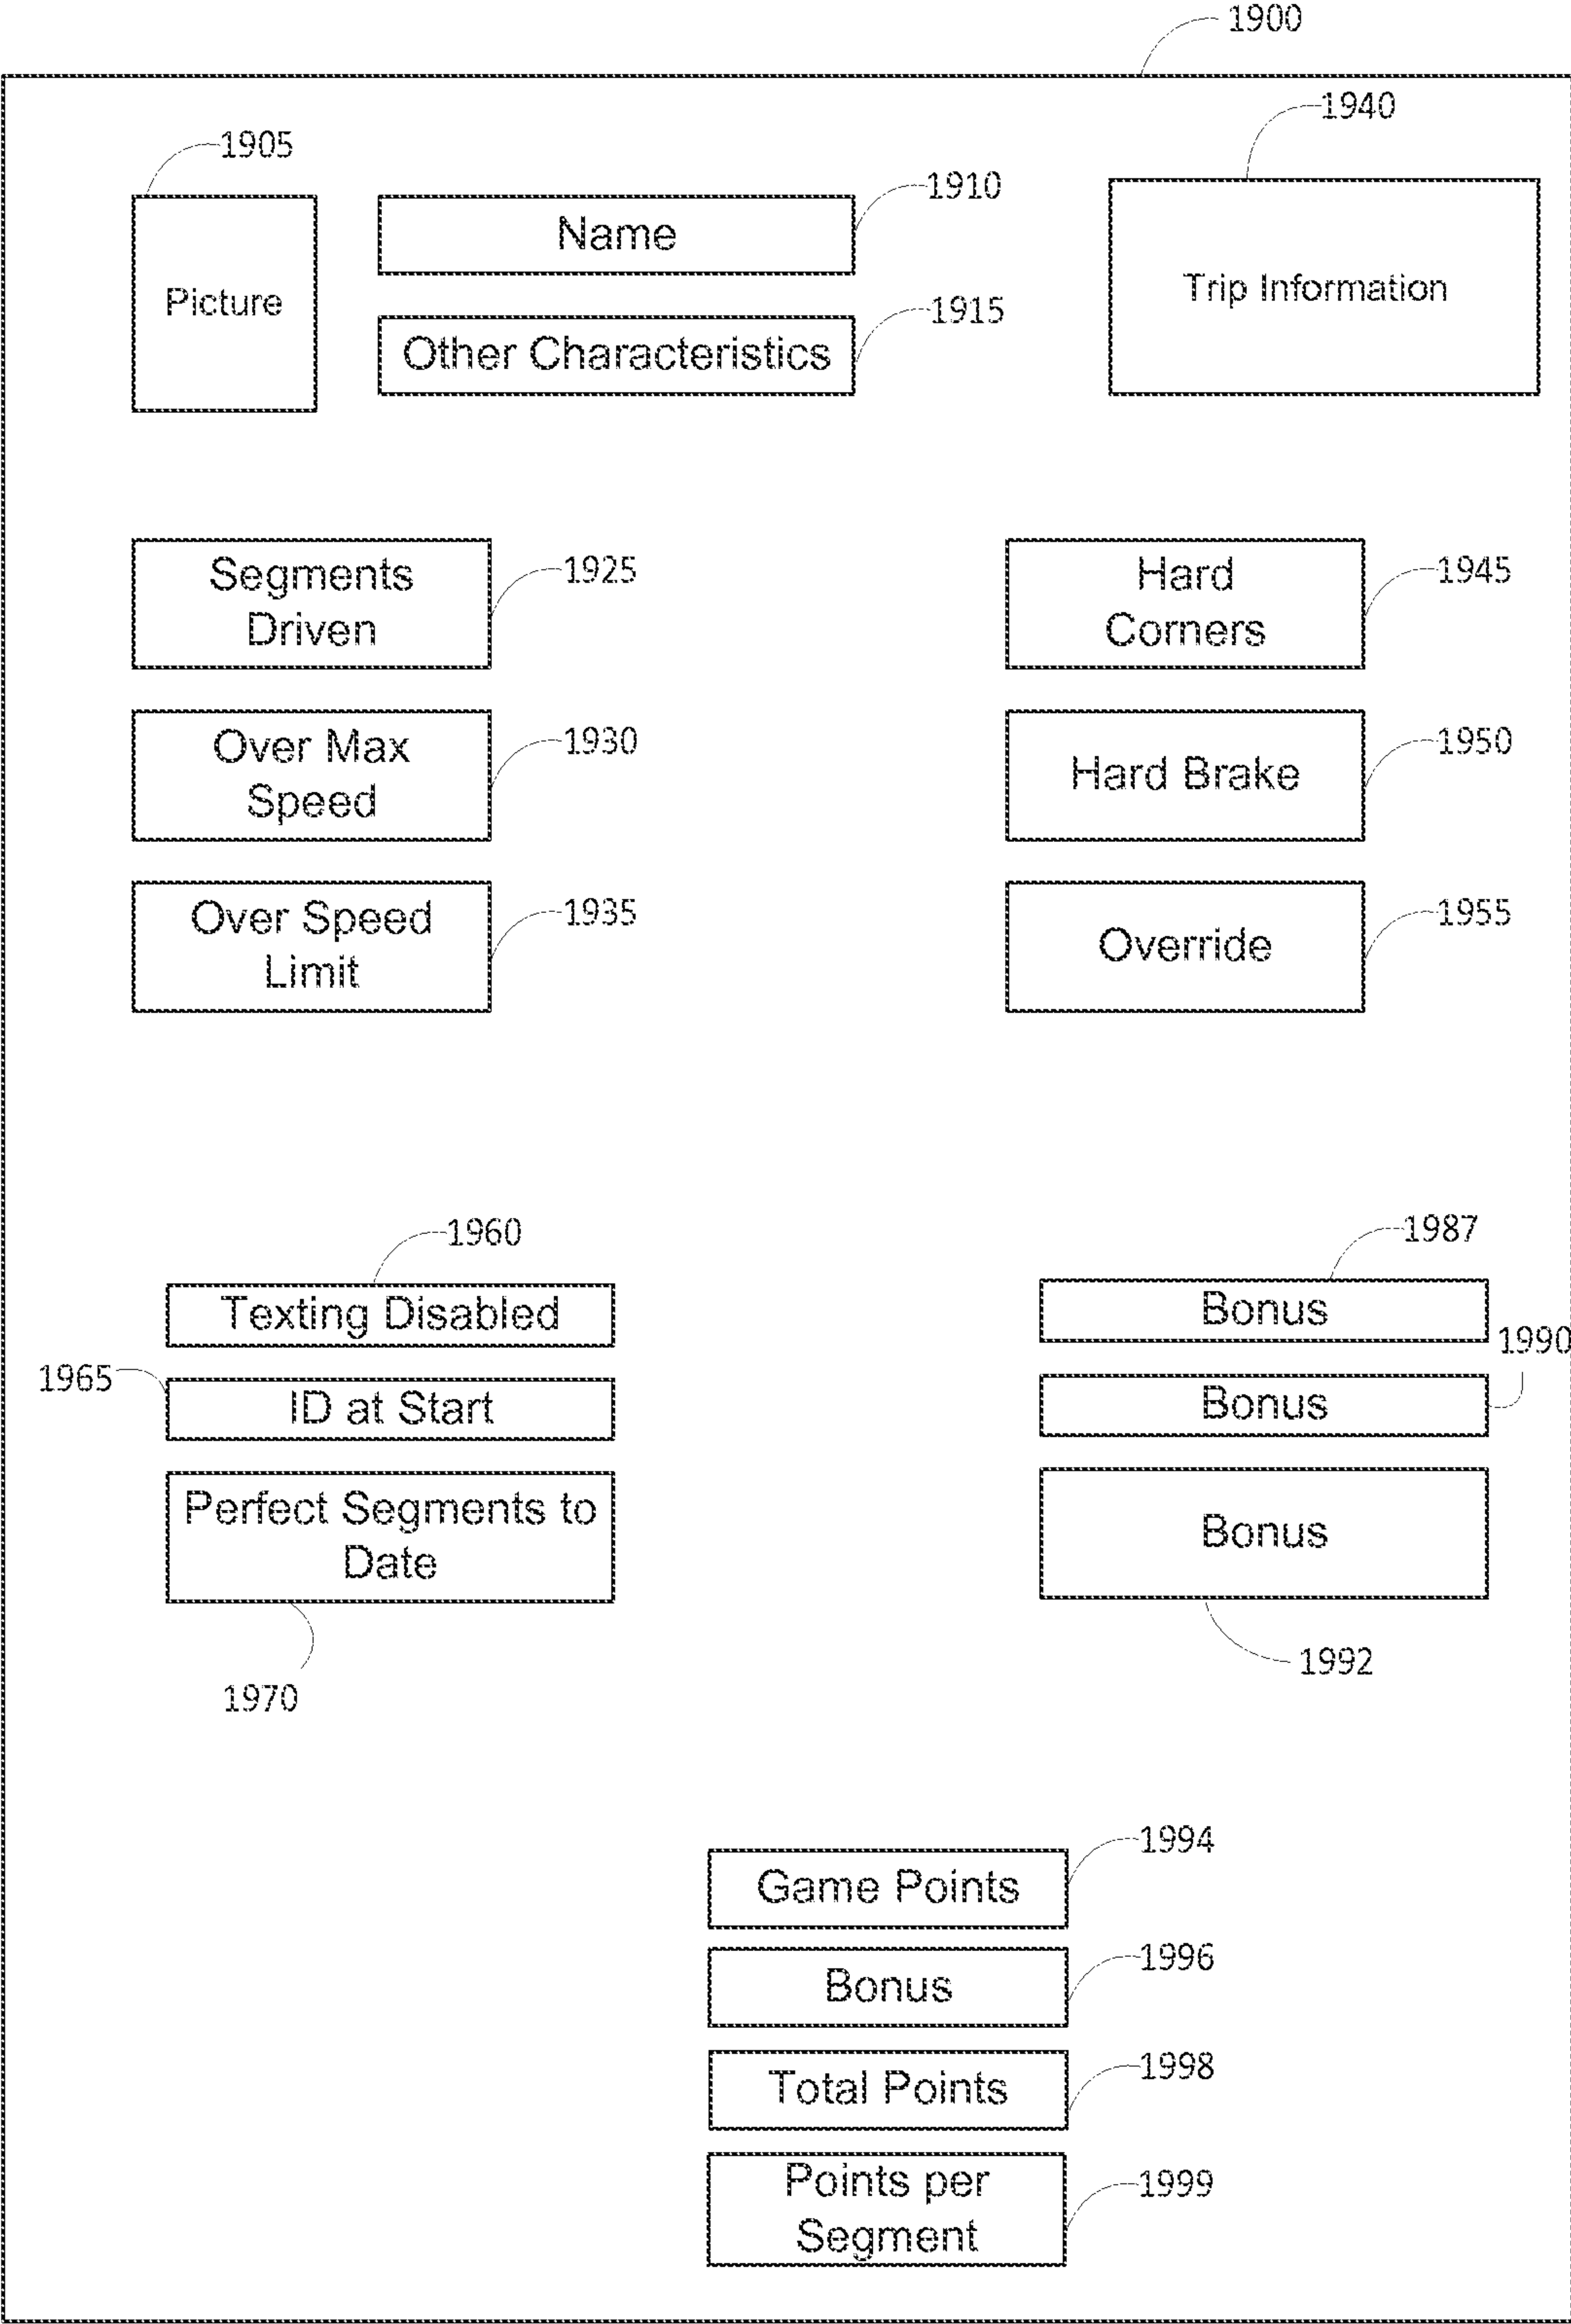 1900
1940
1905
1910
Name
Picture
Trip Information
1915
Other Characteristics
Segments
Driven
1925
Hard
Corners
1945
Over Max
Speed
1930
Hard Brake
1950
Over Speed
Limit
1935
Override
1955
1960
Texting Disabled
1987
Bonus
1965
ID at Start
1990
Bonus
Perfect Segments to
Date
1970
Bonus
1992
1994
Game Points
1996
Bonus
1998
Total Points
Points per
Segment
1999